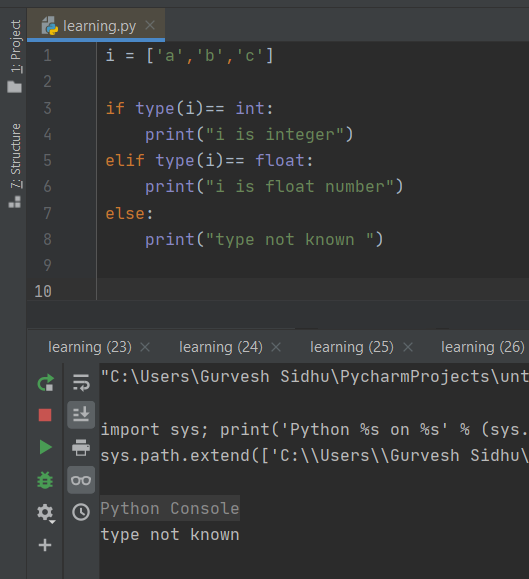 learning.py
1: Project
7: Structure
1 i = ['a','b','c']
2
3 if type(i)== int:
4     print("i is integer")
5 elif type(i)== float:
6     print("i is float number")
7 else:
8     print("type not known ")
9
10
learning (23) learning (24) learning (25) learning (26)
"C:\Users\Gurvesh Sidhu\PycharmProjects\unt
import sys; print('Python %s on %s' % (sys.
sys.path.extend(['C:\\Users\\Gurvesh Sidhu\
Python Console
type not known